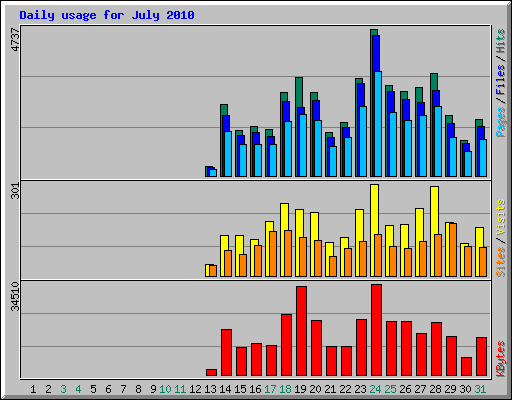 Daily usage for July 2010
4737
Pages / Files / Hits
301
Sites / Visits
34510
KBytes
1 2 3 4 5 6 7 8 9 10 11 12 13 14 15 16 17 18 19 20 21 22 23 24 25 26 27 28 29 30 31